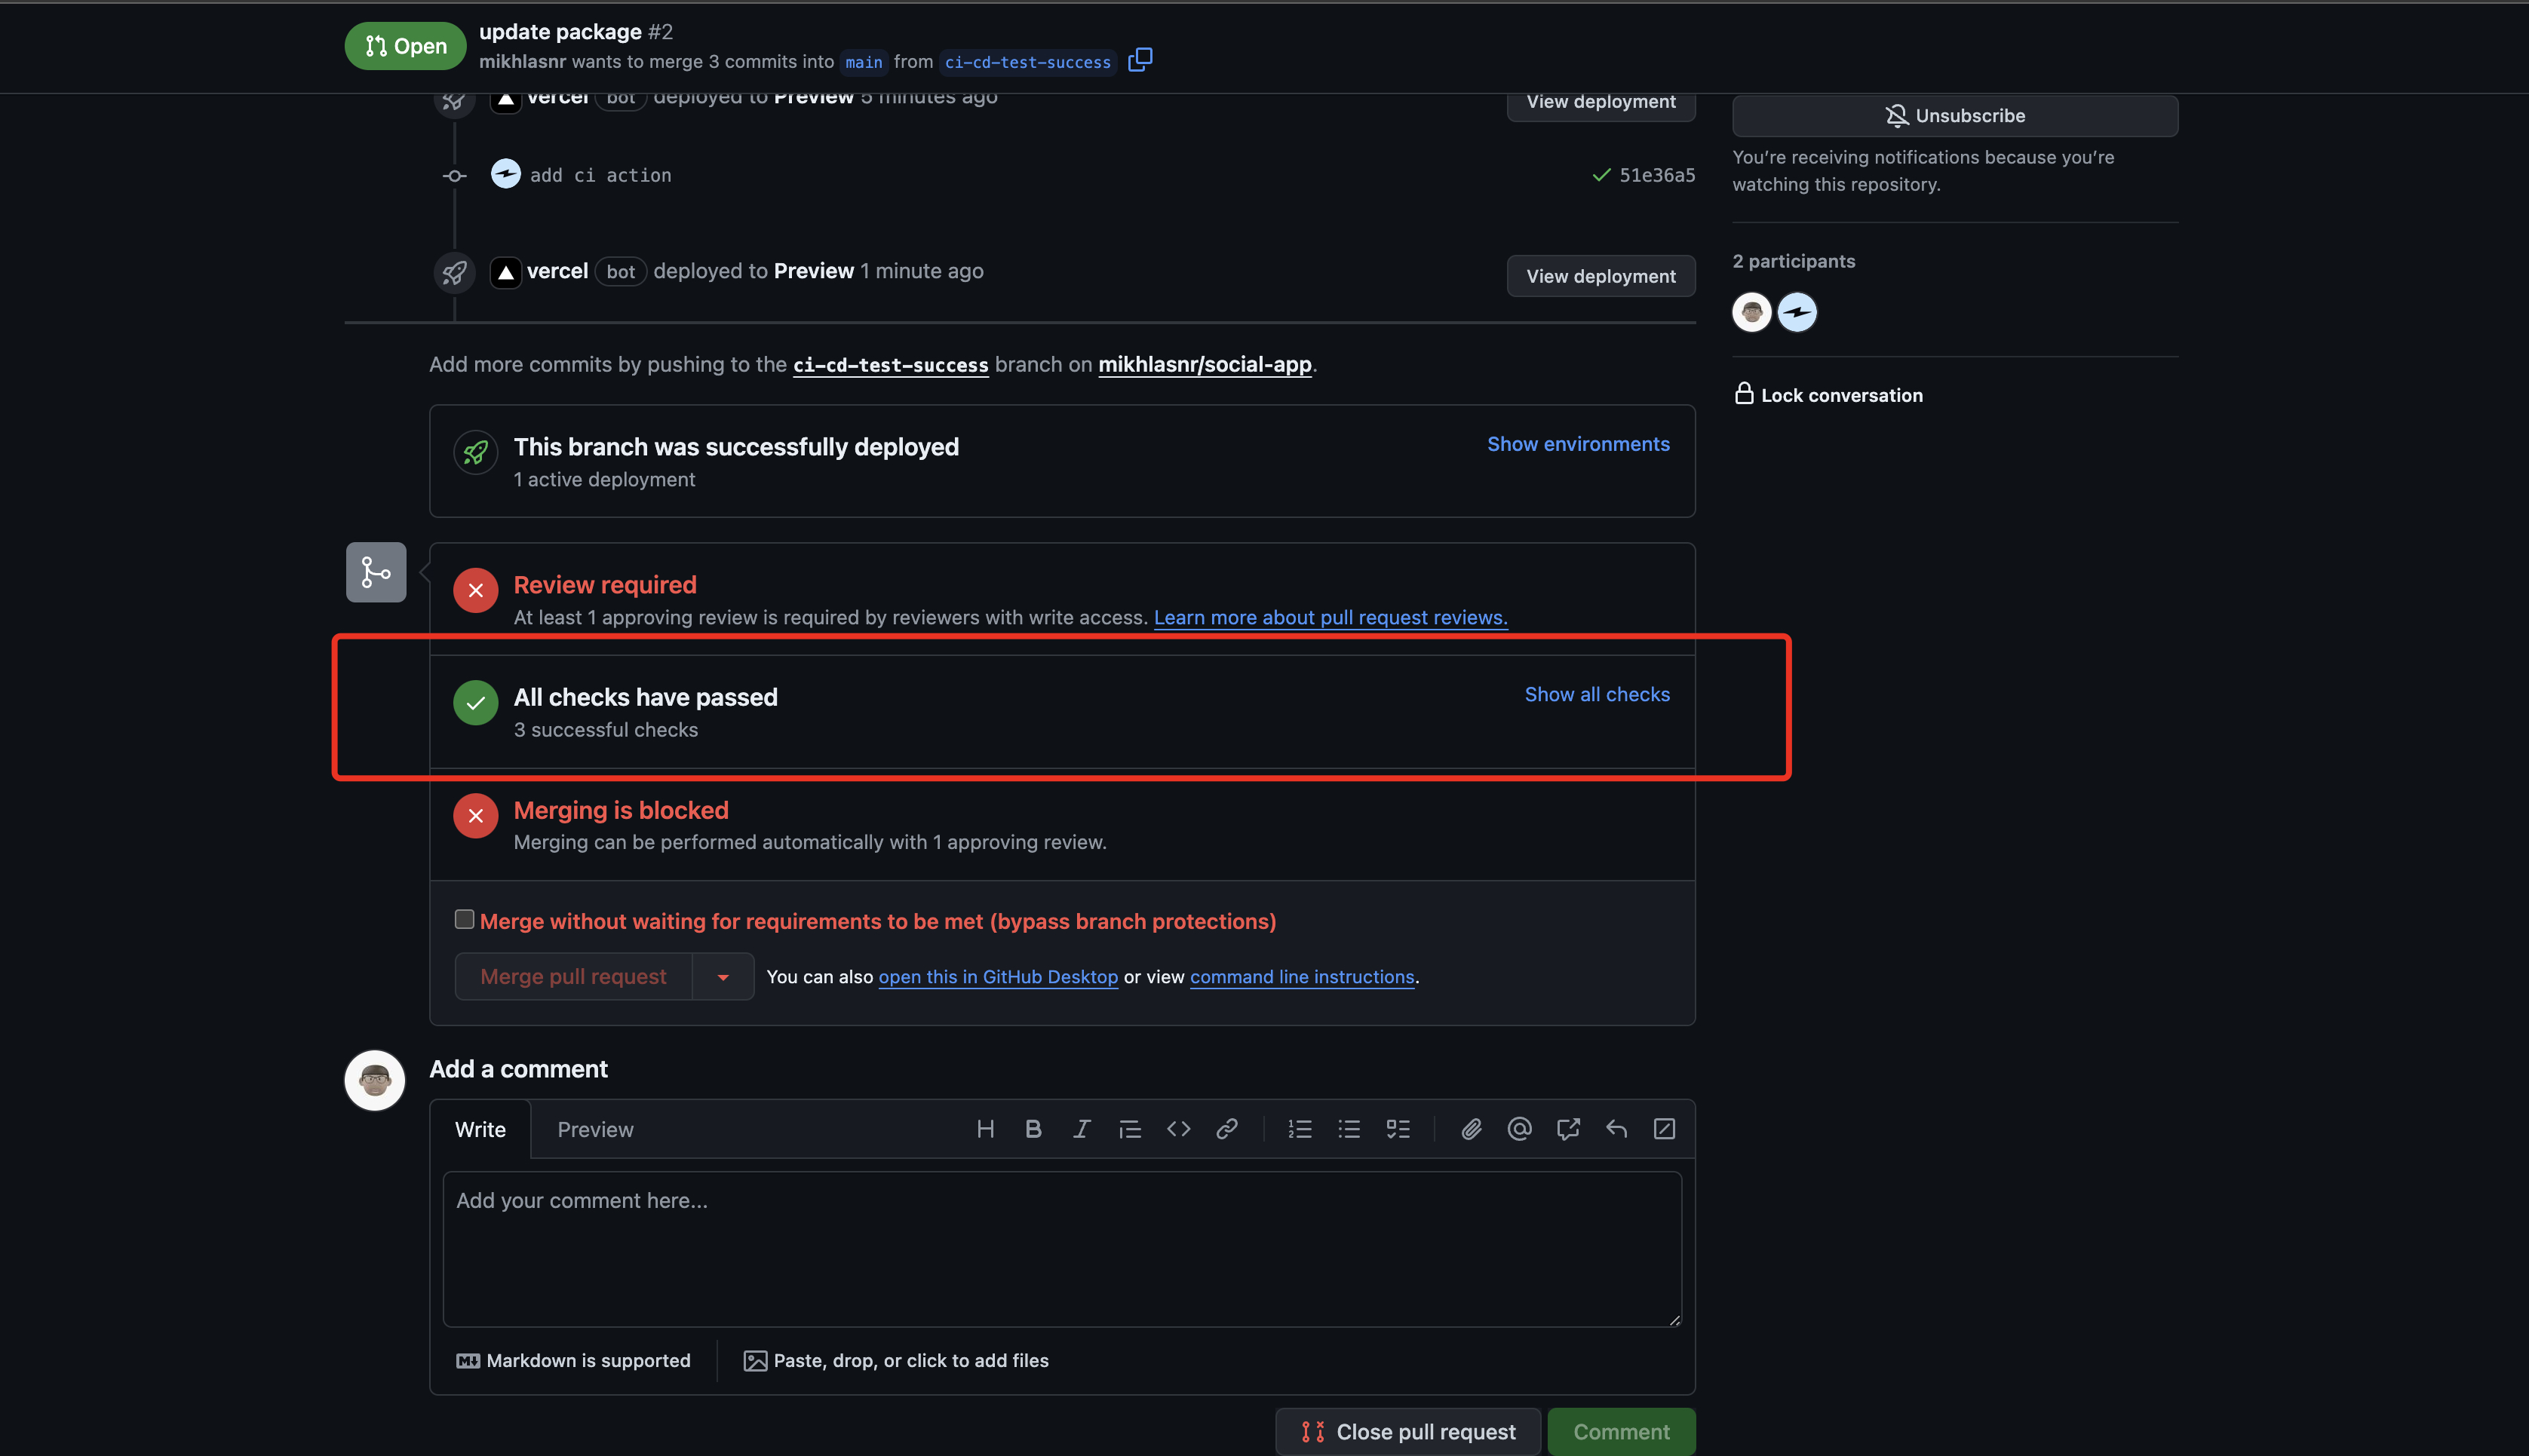 Open
update package #2
mikhlasnr wants to merge 3 commits into main from ci-cd-test-success
vercel bot deployed to Preview 5 minutes ago
View deployment
Unsubscribe
You're receiving notifications because you're
watching this repository.
add ci action
51e36a5
vercel bot deployed to Preview 1 minute ago
View deployment
2 participants
Lock conversation
Add more commits by pushing to the ci-cd-test-success branch on mikhlasnr/social-app.
This branch was successfully deployed
Show environments
1 active deployment
Review required
At least 1 approving review is required by reviewers with write access. Learn more about pull request reviews.
All checks have passed
Show all checks
3 successful checks
Merging is blocked
Merging can be performed automatically with 1 approving review.
Merge without waiting for requirements to be met (bypass branch protections)
Merge pull request
You can also open this in GitHub Desktop or view command line instructions.
Add a comment
Write
Preview
Add your comment here...
Markdown is supported
Paste, drop, or click to add files
Close pull request
Comment